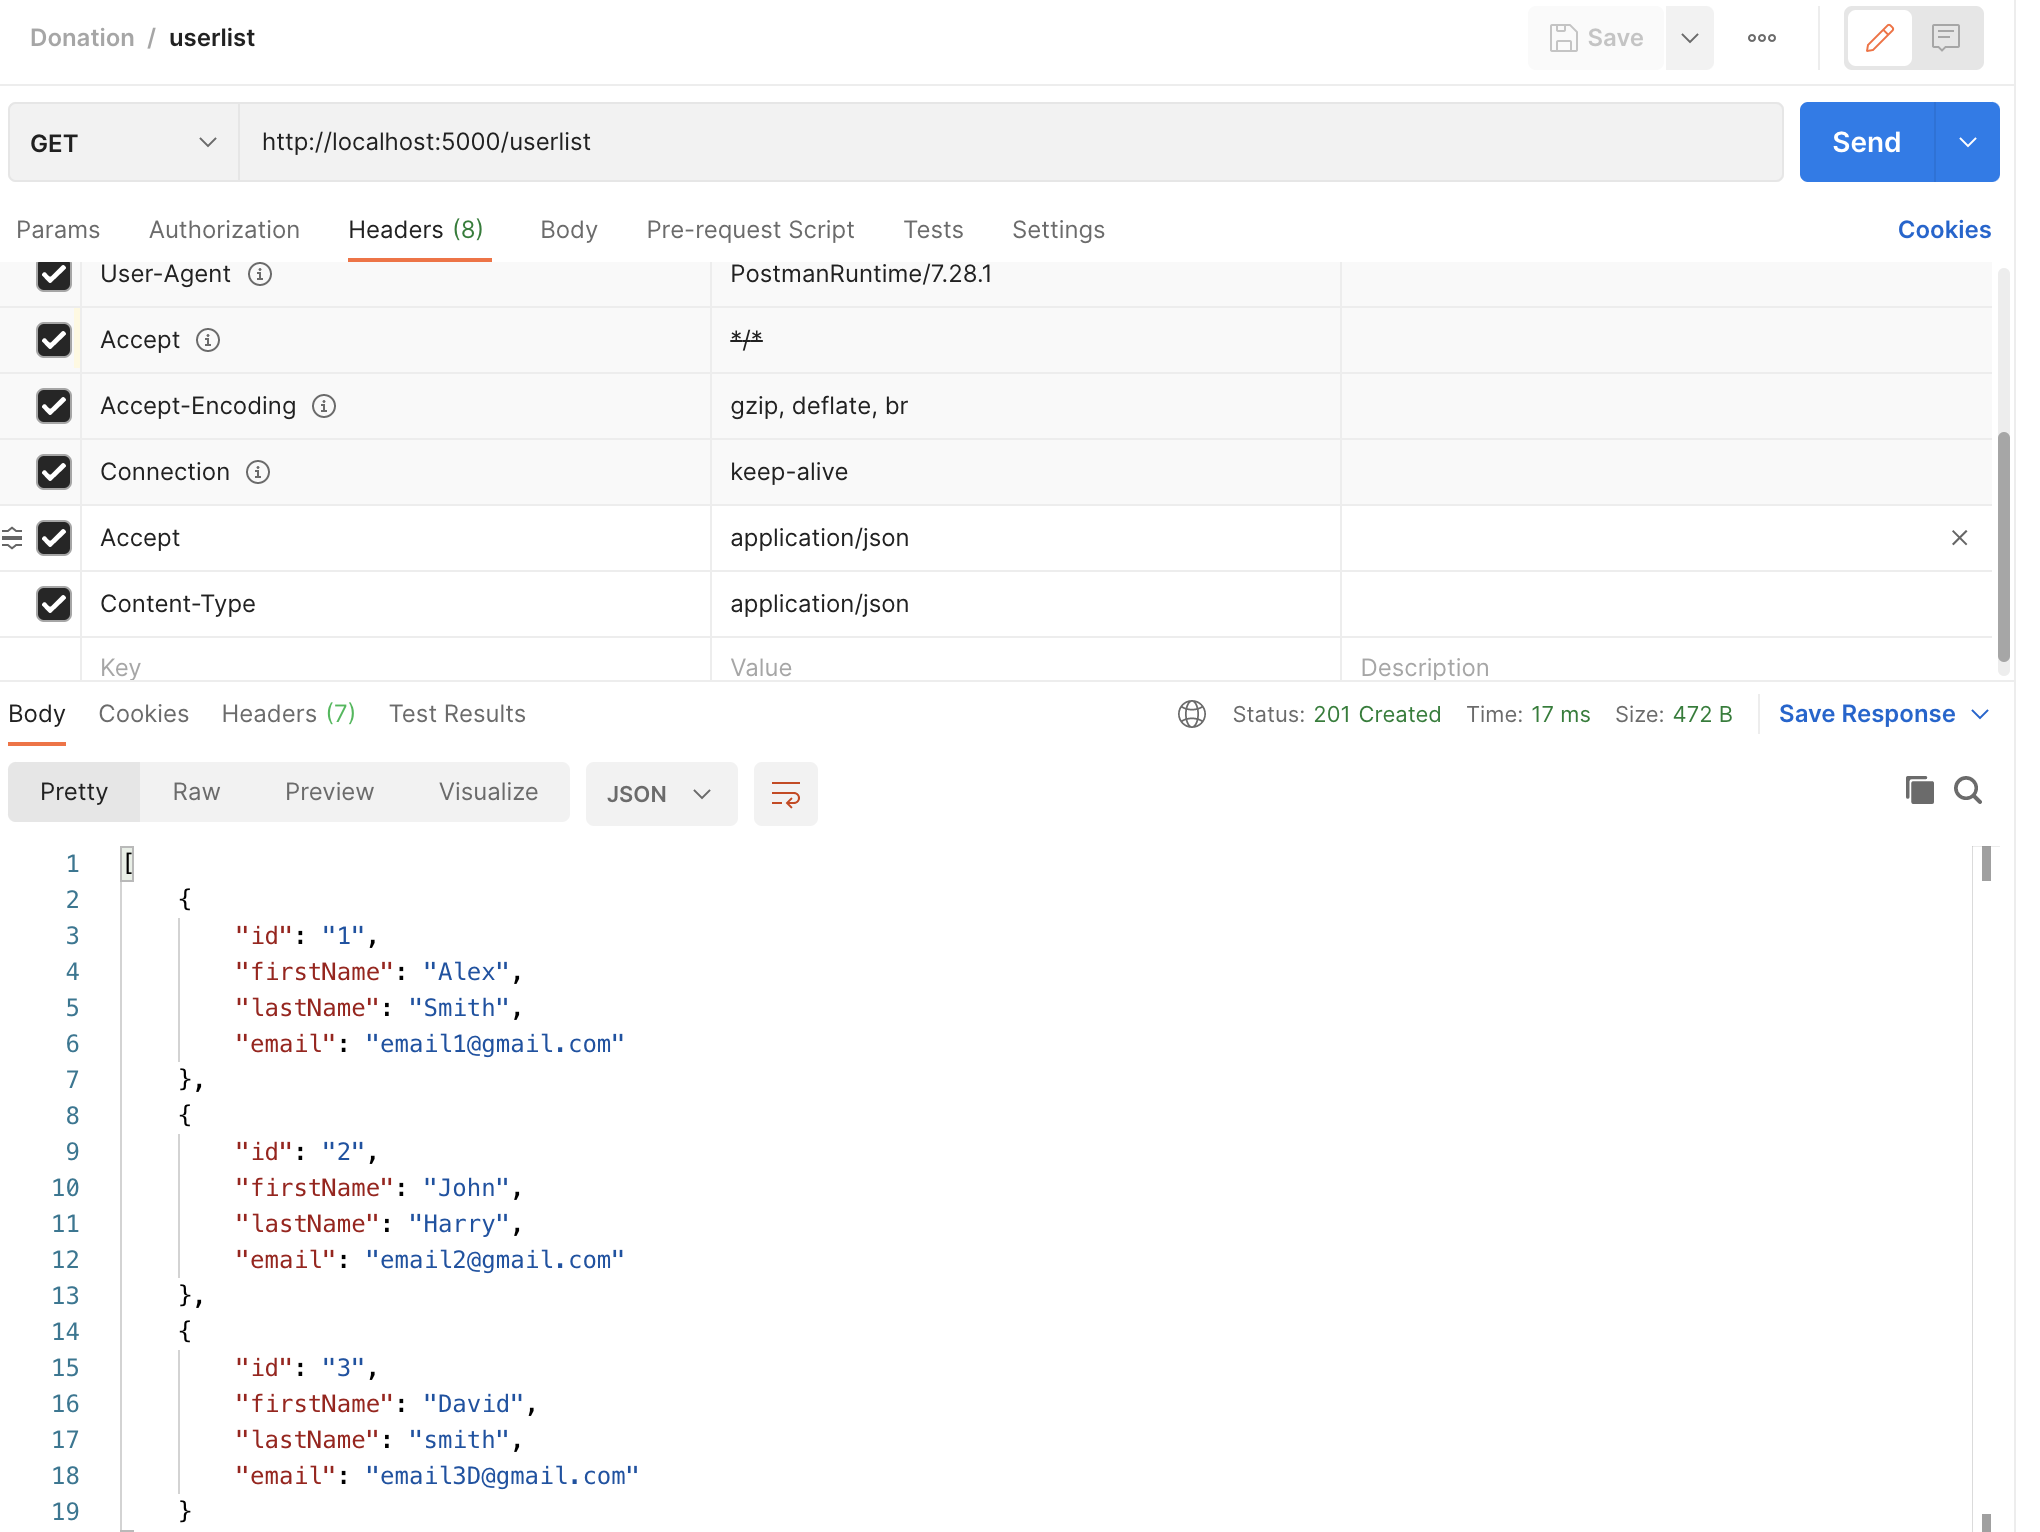 Donation / userlist
Save
GET http://localhost:5000/userlist Send
Params Authorization Headers (8) Body Pre-request Script Tests Settings Cookies
User-Agent PostmanRuntime/7.28.1
Accept */*
Accept-Encoding gzip, deflate, br
Connection keep-alive
Accept application/json
Content-Type application/json
Key Value Description
Body Cookies Headers (7) Test Results Status: 201 Created Time: 17 ms Size: 472 B Save Response
Pretty Raw Preview Visualize JSON
1 [
2 {
3 "id": "1",
4 "firstName": "Alex",
5 "lastName": "Smith",
6 "email": "email1@gmail.com"
7 },
8 {
9 "id": "2",
10 "firstName": "John",
11 "lastName": "Harry",
12 "email": "email2@gmail.com"
13 },
14 {
15 "id": "3",
16 "firstName": "David",
17 "lastName": "smith",
18 "email": "email3D@gmail.com"
19 }